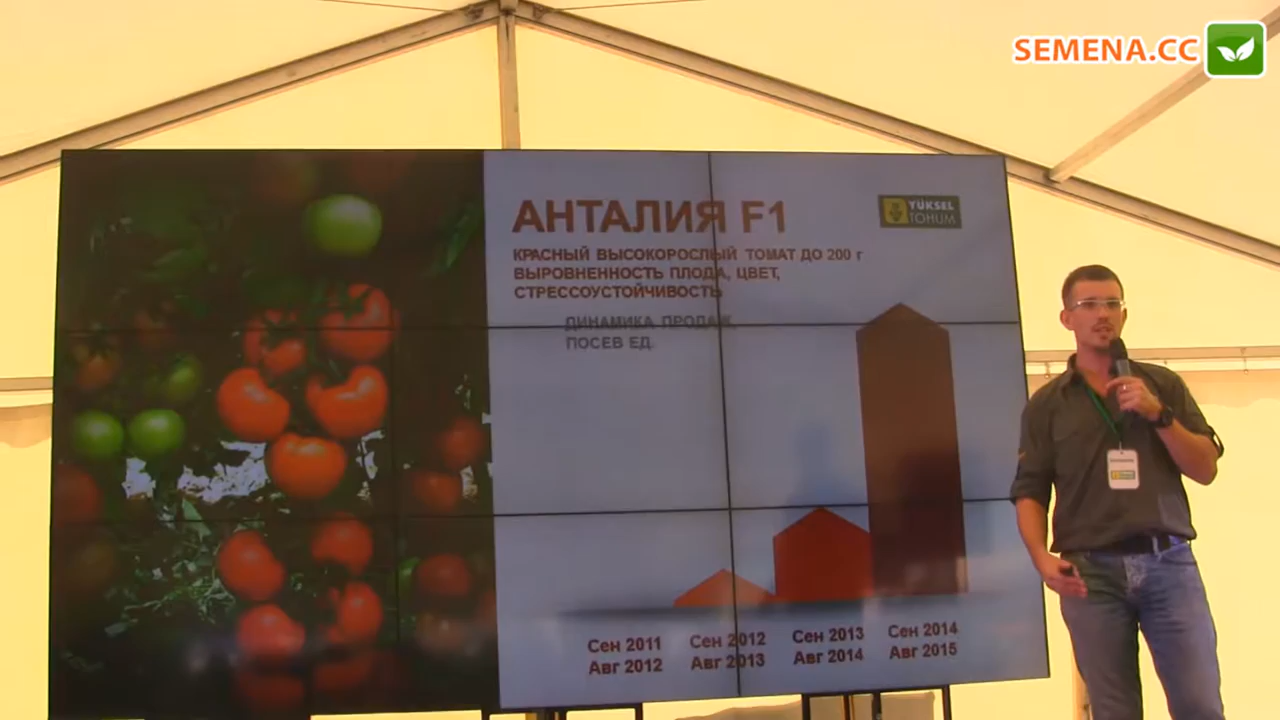 SEMENA.CC
АНТАЛИЯ F1
YÜKSEL
TOHUM
КРАСНЫЙ ВЫСОКОРОСЛЫЙ ТОМАТ ДО 200 г
ВЫРОВНЕННОСТЬ ПЛОДА, ЦВЕТ,
СТРЕССОУСТОЙЧИВОСТЬ
ДИНАМИКА ПРОДАЖ,
ПОСЕВ ЕД.
Сен 2011 Сен 2012 Сен 2013 Сен 2014
Авг 2012 Авг 2013 Авг 2014 Авг 2015